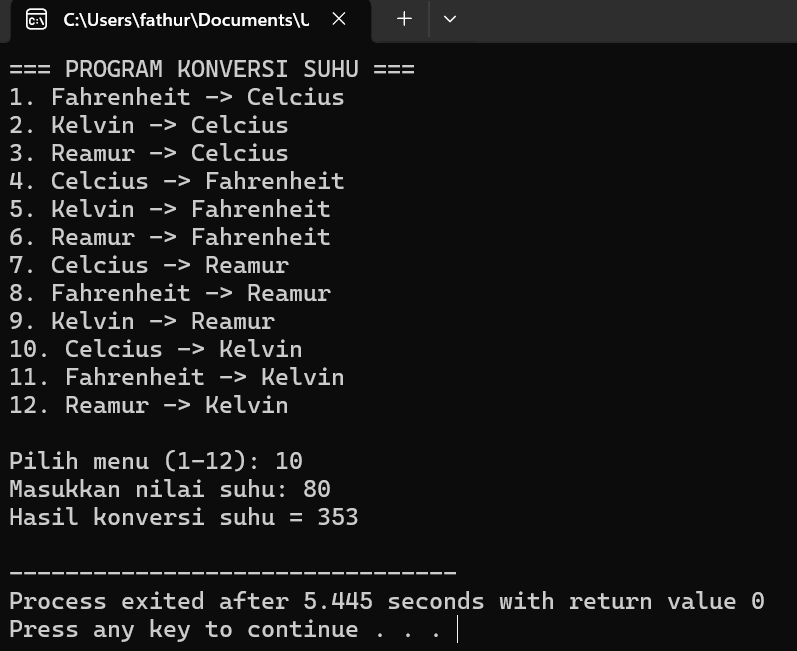 C:\Users\fathur\Documents\U
=== PROGRAM KONVERSI SUHU ===
1. Fahrenheit -> Celcius
2. Kelvin -> Celcius
3. Reamur -> Celcius
4. Celcius -> Fahrenheit
5. Kelvin -> Fahrenheit
6. Reamur -> Fahrenheit
7. Celcius -> Reamur
8. Fahrenheit -> Reamur
9. Kelvin -> Reamur
10. Celcius -> Kelvin
11. Fahrenheit -> Kelvin
12. Reamur -> Kelvin
Pilih menu (1-12): 10
Masukkan nilai suhu: 80
Hasil konversi suhu = 353
--------------------------------
Process exited after 5.445 seconds with return value 0
Press any key to continue . . .